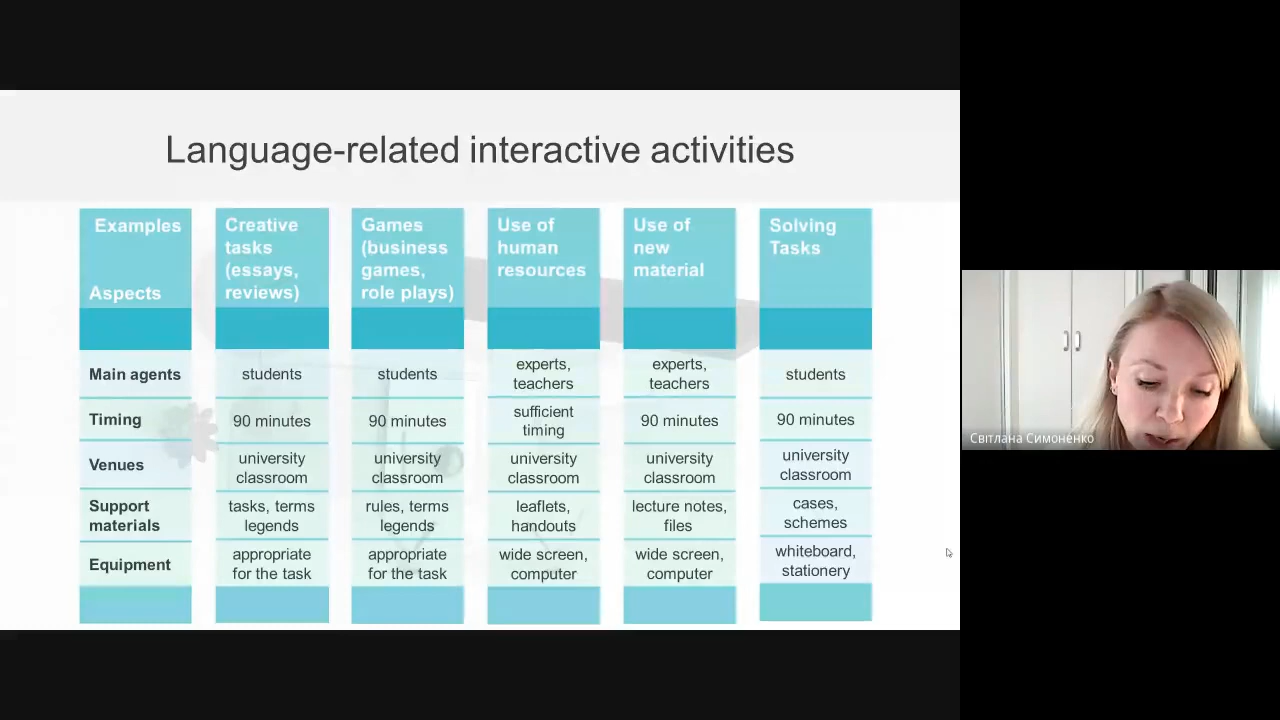 Language-related interactive activities
Examples
Aspects
Creative
tasks
(essays,
reviews)
Games
(business
games,
role plays)
Use of
human
resources
Use of
new
material
Solving
Tasks
Main agents
students
students
experts,
teachers
experts,
teachers
students
Timing
90 minutes
90 minutes
sufficient
timing
90 minutes
90 minutes
Venues
university
classroom
university
classroom
university
classroom
university
classroom
university
classroom
Support
materials
tasks, terms
legends
rules, terms
legends
leaflets,
handouts
lecture notes,
files
cases,
schemes
Equipment
appropriate
for the task
appropriate
for the task
wide screen,
computer
wide screen,
computer
whiteboard,
stationery
Світлана Симоненко